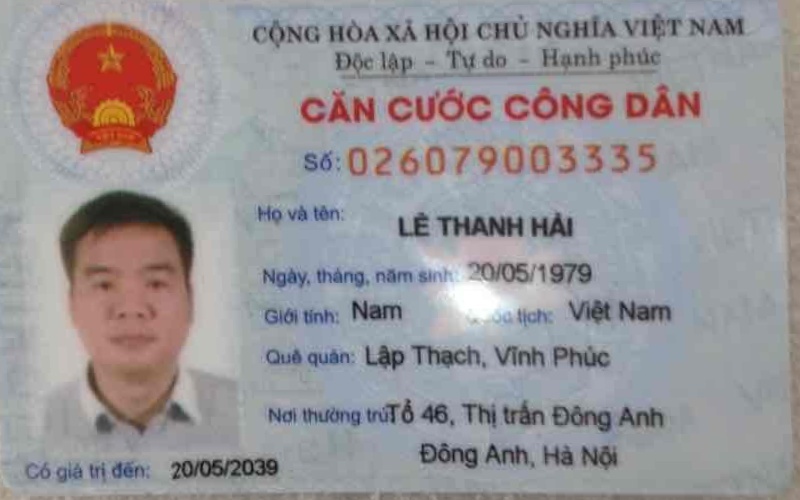 CỘNG HÒA XÃ HỘI CHỦ NGHĨA VIỆT NAM
Độc lập - Tự do - Hạnh phúc
CĂN CƯỚC CÔNG DÂN
Số: 026079003335
Họ và tên:
LÊ THANH HẢI
Ngày, tháng, năm sinh: 20/05/1979
Giới tính: Nam Quốc tịch: Việt Nam
Quê quán: Lập Thạch, Vĩnh Phúc
Nơi thường trú: Tổ 46, Thị trấn Đông Anh
Đông Anh, Hà Nội
Có giá trị đến: 20/05/2039